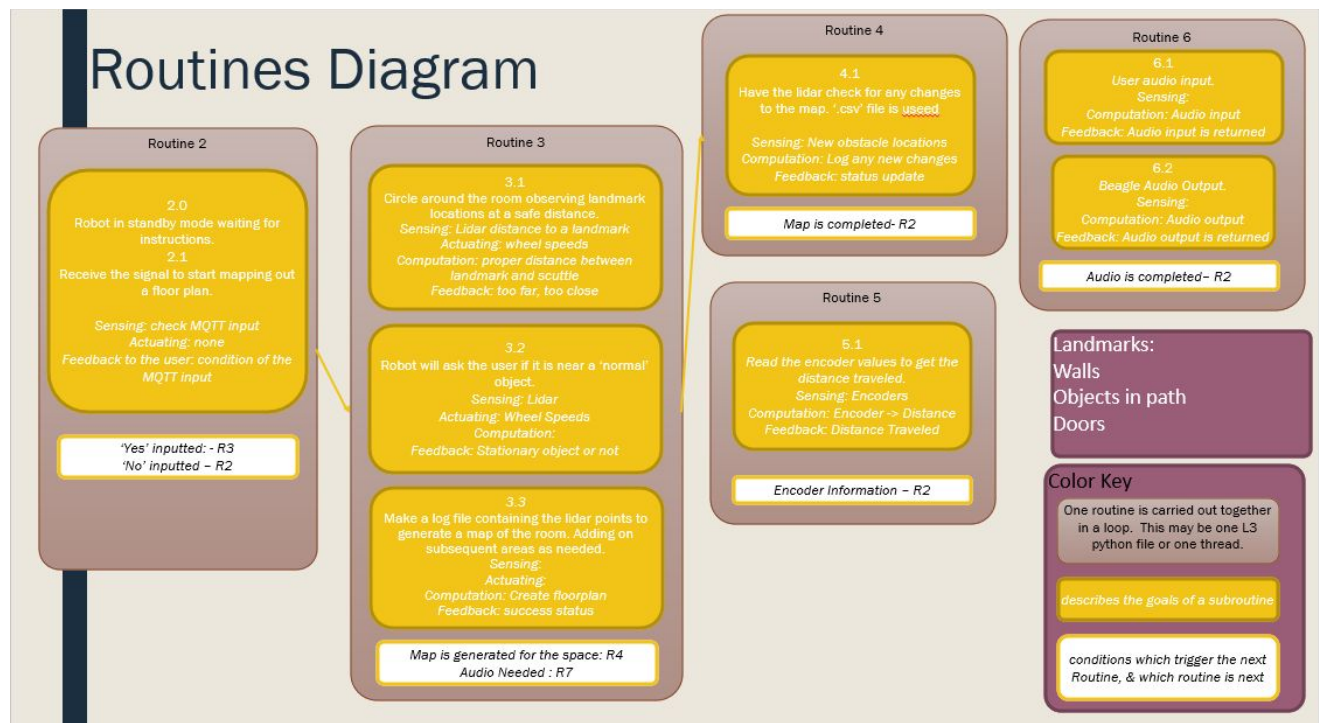 Routines Diagram
Routine 2
2.0
Robot in standby mode waiting for
instructions.
2.1
Receive the signal to start mapping out
a floor plan.
Sensing: check MQTT input
Actuating: none
Feedback to the user: condition of the
MQTT input
‘Yes’ inputted: - R3
‘No’ inputted – R2
Routine 3
3.1
Circle around the room observing landmark
locations at a safe distance.
Sensing: Lidar distance to a landmark
Actuating: wheel speeds
Computation: proper distance between
landmark and scuttle
Feedback: too far, too close
3.2
Robot will ask the user if it is near a ‘normal’
object.
Sensing: Lidar
Actuating: Wheel Speeds
Computation:
Feedback: Stationary object or not
3.3
Make a log file containing the lidar points to
generate a map of the room. Adding on
subsequent areas as needed.
Sensing:
Actuating:
Computation: Create floorplan
Feedback: success status
Map is generated for the space: R4
Audio Needed : R7
Routine 4
4.1
Have the lidar check for any changes
to the map. ‘.csv’ file is useed
Sensing: New obstacle locations
Computation: Log any new changes
Feedback: status update
Map is completed- R2
Routine 5
5.1
Read the encoder values to get the
distance traveled.
Sensing: Encoders
Computation: Encoder -> Distance
Feedback: Distance Traveled
Encoder Information – R2
Routine 6
6.1
User audio input.
Sensing:
Computation: Audio input
Feedback: Audio input is returned
6.2
Beagle Audio Output.
Sensing:
Computation: Audio output
Feedback: Audio output is returned
Audio is completed– R2
Landmarks:
Walls
Objects in path
Doors
Color Key
One routine is carried out together
in a loop. This may be one L3
python file or one thread.
describes the goals of a subroutine
conditions which trigger the next
Routine, & which routine is next